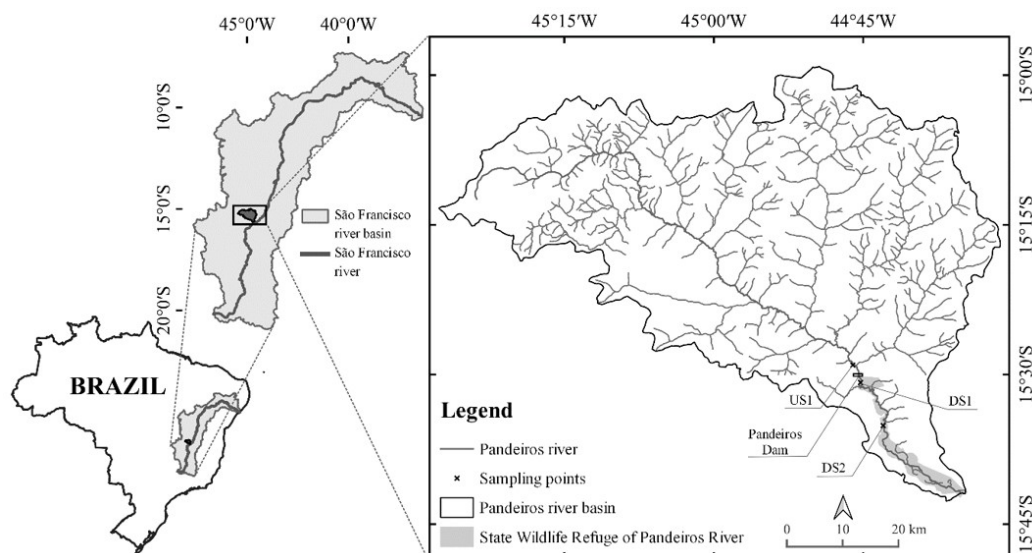 45°0'W 40°0'W
10°0'S
15°0'S
20°0'S
São Francisco
river basin
São Francisco
river
BRAZIL
45°15'W 45°00'W 44°45'W
15°00'S
15°15'S
15°30'S
15°45'S
US1
DS1
Pandeiros
Dam
DS2
Legend
Pandeiros river
Sampling points
Pandeiros river basin
State Wildlife Refuge of Pandeiros River
0 10 20 km